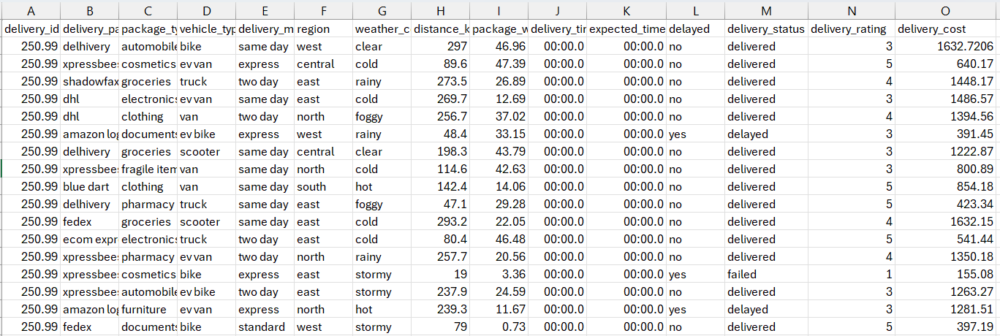 A B C D E F G H I J K L M N O
delivery_id delivery_pa package_ty vehicle_typ delivery_m region weather_c distance_k package_w delivery_tir expected_time delayed delivery_status delivery_rating delivery_cost
250.99 delhivery automobile bike same day west clear 297 46.96 00:00.0 00:00.0 no delivered 3 1632.7206
250.99 xpressbee cosmetics ev van express central cold 89.6 47.39 00:00.0 00:00.0 no delivered 5 640.17
250.99 shadowfax groceries truck two day east rainy 273.5 26.89 00:00.0 00:00.0 no delivered 4 1448.17
250.99 dhl electronics ev van same day east cold 269.7 12.69 00:00.0 00:00.0 no delivered 3 1486.57
250.99 dhl clothing van two day north foggy 256.7 37.02 00:00.0 00:00.0 no delivered 4 1394.56
250.99 amazon log documents ev bike express west rainy 48.4 33.15 00:00.0 00:00.0 yes delayed 3 391.45
250.99 delhivery groceries scooter same day central clear 198.3 43.79 00:00.0 00:00.0 no delivered 3 1222.87
250.99 xpressbee fragile item van same day north cold 114.6 42.63 00:00.0 00:00.0 no delivered 3 800.89
250.99 blue dart clothing van same day south hot 142.4 14.06 00:00.0 00:00.0 no delivered 5 854.18
250.99 delhivery pharmacy truck same day east foggy 47.1 29.28 00:00.0 00:00.0 no delivered 5 423.34
250.99 fedex groceries scooter same day east cold 293.2 22.05 00:00.0 00:00.0 no delivered 4 1632.15
250.99 ecom expr electronics truck two day east cold 80.4 46.48 00:00.0 00:00.0 no delivered 5 541.44
250.99 xpressbee pharmacy ev van two day north rainy 257.7 20.56 00:00.0 00:00.0 no delivered 4 1350.18
250.99 xpressbee cosmetics bike express east stormy 19 3.36 00:00.0 00:00.0 yes failed 1 155.08
250.99 xpressbee automobile ev bike two day east stormy 237.9 24.59 00:00.0 00:00.0 no delivered 3 1263.27
250.99 amazon log furniture ev van express north hot 239.3 11.67 00:00.0 00:00.0 yes delayed 3 1281.51
250.99 fedex documents bike standard west stormy 79 0.73 00:00.0 00:00.0 no delivered 5 397.19